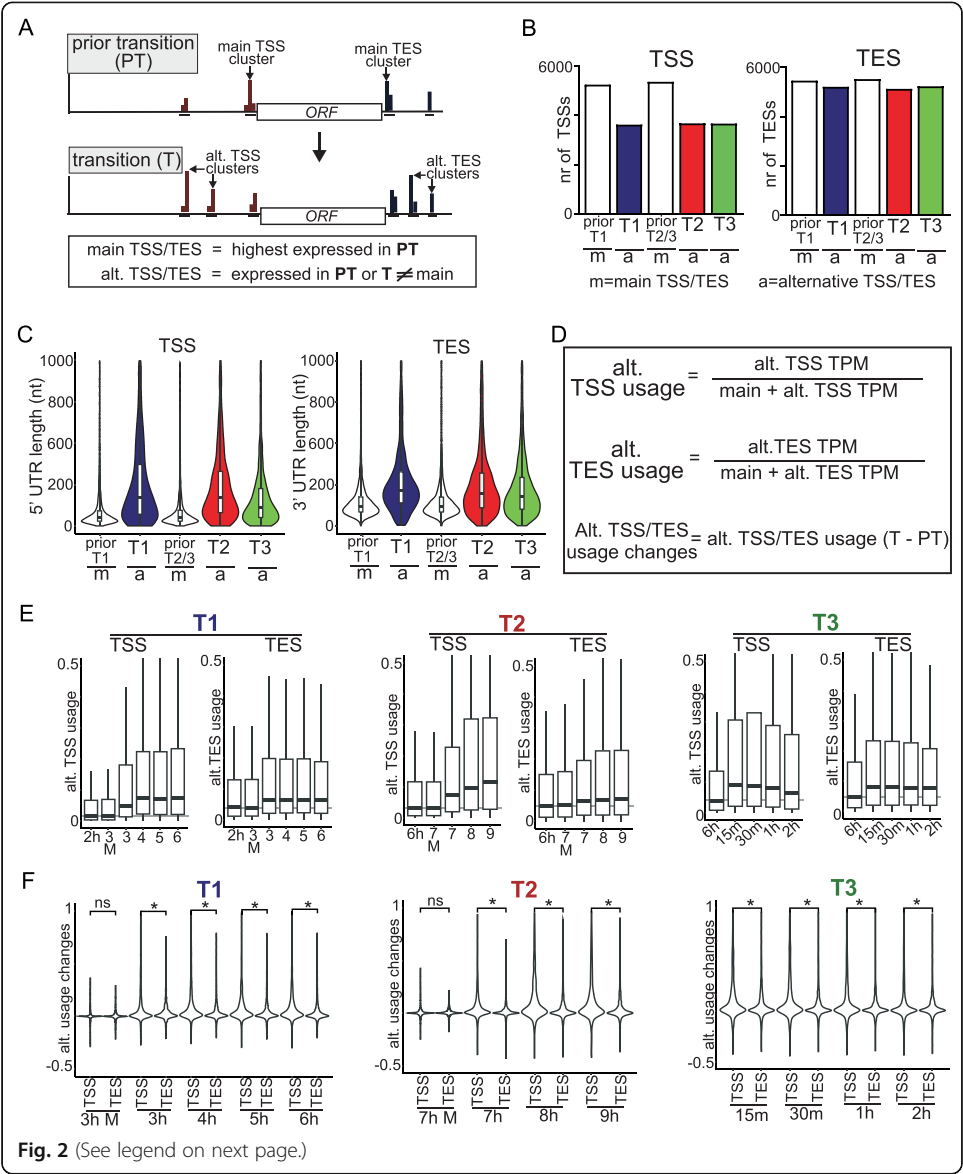 A
prior transition
(PT)
main TSS
cluster
main TES
cluster
ORF
transition (T)
alt. TSS
clusters
alt. TES
clusters
ORF
main TSS/TES = highest expressed in PT
alt. TSS/TES = expressed in PT or T ≠ main
B
TSS
TES
6000
0
nr of TSSs
prior
T1
T1
prior
T2/3
T2
T3
m
a
m
a
a
6000
0
nr of TESs
prior
T1
T1
prior
T2/3
T2
T3
m
a
m
a
a
m=main TSS/TES
a=alternative TSS/TES
C
TSS
1000
800
600
400
200
0
5' UTR length (nt)
prior
T1
T1
prior
T2/3
T2
T3
m
a
m
a
a
TES
1000
800
600
400
200
0
3' UTR length (nt)
prior
T1
T1
prior
T2/3
T2
T3
m
a
m
a
a
D
alt.
TSS usage
=
alt. TSS TPM
main + alt. TSS TPM
alt.
TES usage
=
alt.TES TPM
main + alt. TES TPM
Alt. TSS/TES
usage changes
= alt. TSS/TES usage (T - PT)
E
T1
TSS
0.5
0
alt. TSS usage
2h 3 3 4 5 6
M
TES
0.5
0
alt.TES usage
2h 3 3 4 5 6
M
T2
TSS
0.5
0
alt. TSS usage
6h 7 7 8 9
M
TES
0.5
0
alt. TES usage
6h 7 7 8 9
M
T3
TSS
0.5
0
alt. TSS usage
6h 15m 30m 1h 2h
TES
0.5
0
alt.TES usage
6h 15m 30m 1h 2h
F
T1
1
-0.5
alt. usage changes
ns * * * *
TSS TES TSS TES TSS TES TSS TES TSS TES
3h M 3h 4h 5h 6h
T2
1
-0.5
alt. usage changes
ns * * *
TSS TES TSS TES TSS TES TSS TES
7h M 7h 8h 9h
T3
1
-0.5
alt. usage changes
* * * *
TSS TES TSS TES TSS TES TSS TES
15m 30m 1h 2h
Fig. 2 (See legend on next page.)